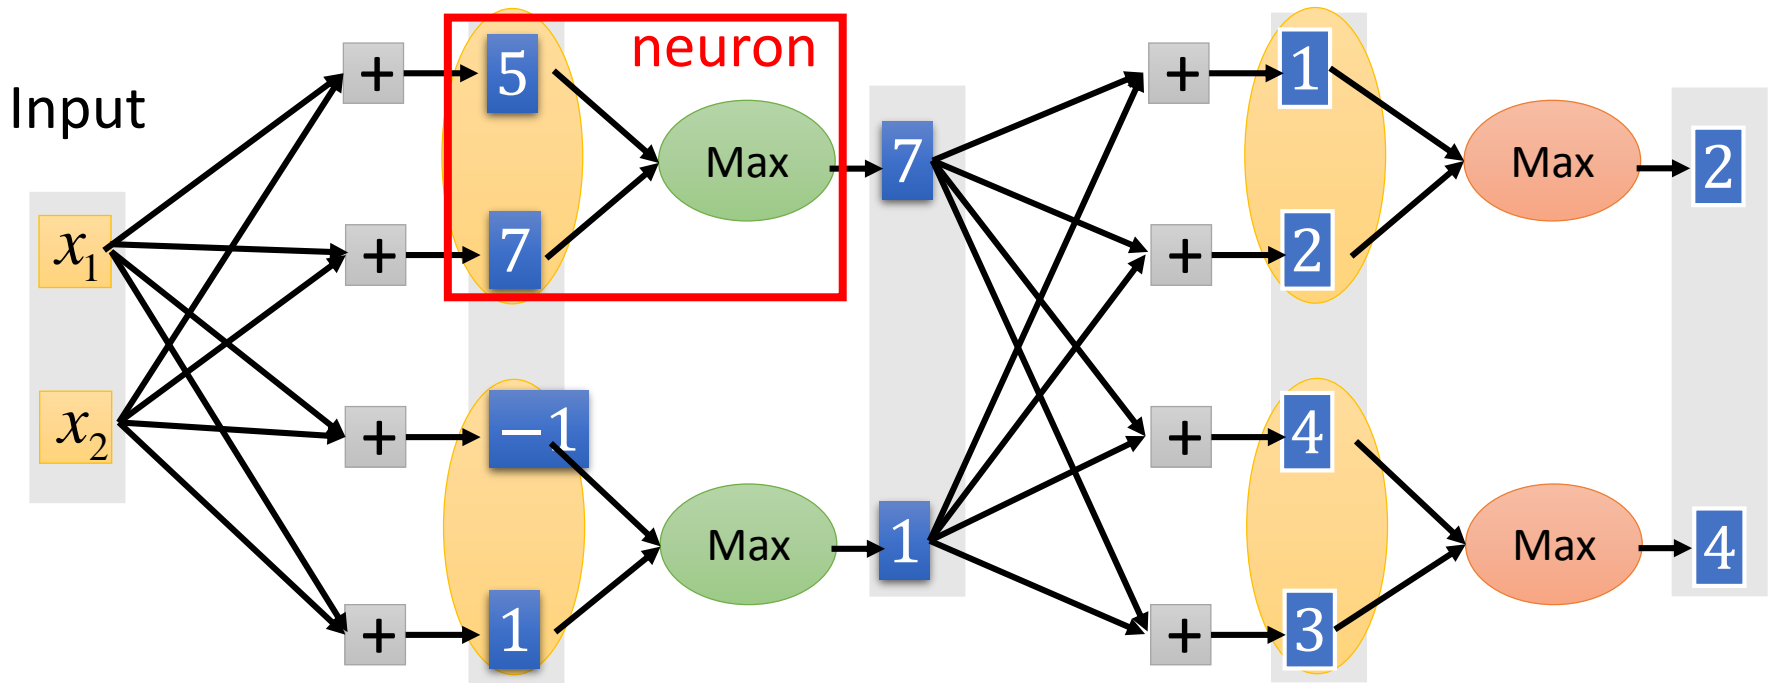 Input
neuron
x₁
x₂
+
+
+
+
5
7
−1
1
Max
Max
7
1
+
+
+
+
1
2
4
3
Max
Max
2
4